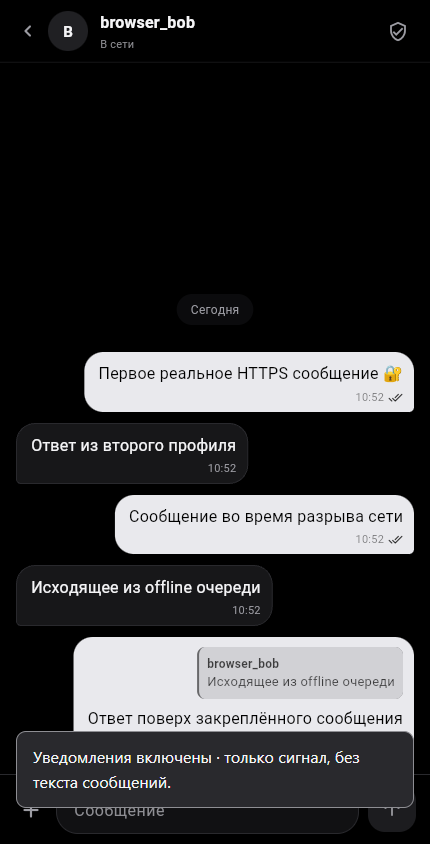 B
browser_bob
В сети
Сегодня
Первое реальное HTTPS сообщение 🔐
10:52
Ответ из второго профиля
10:52
Сообщение во время разрыва сети
10:52
Исходящее из offline очереди
10:52
browser_bob
Исходящее из offline очереди
Ответ поверх закреплённого сообщения
Уведомления включены · только сигнал, без
текста сообщений.
Сообщение